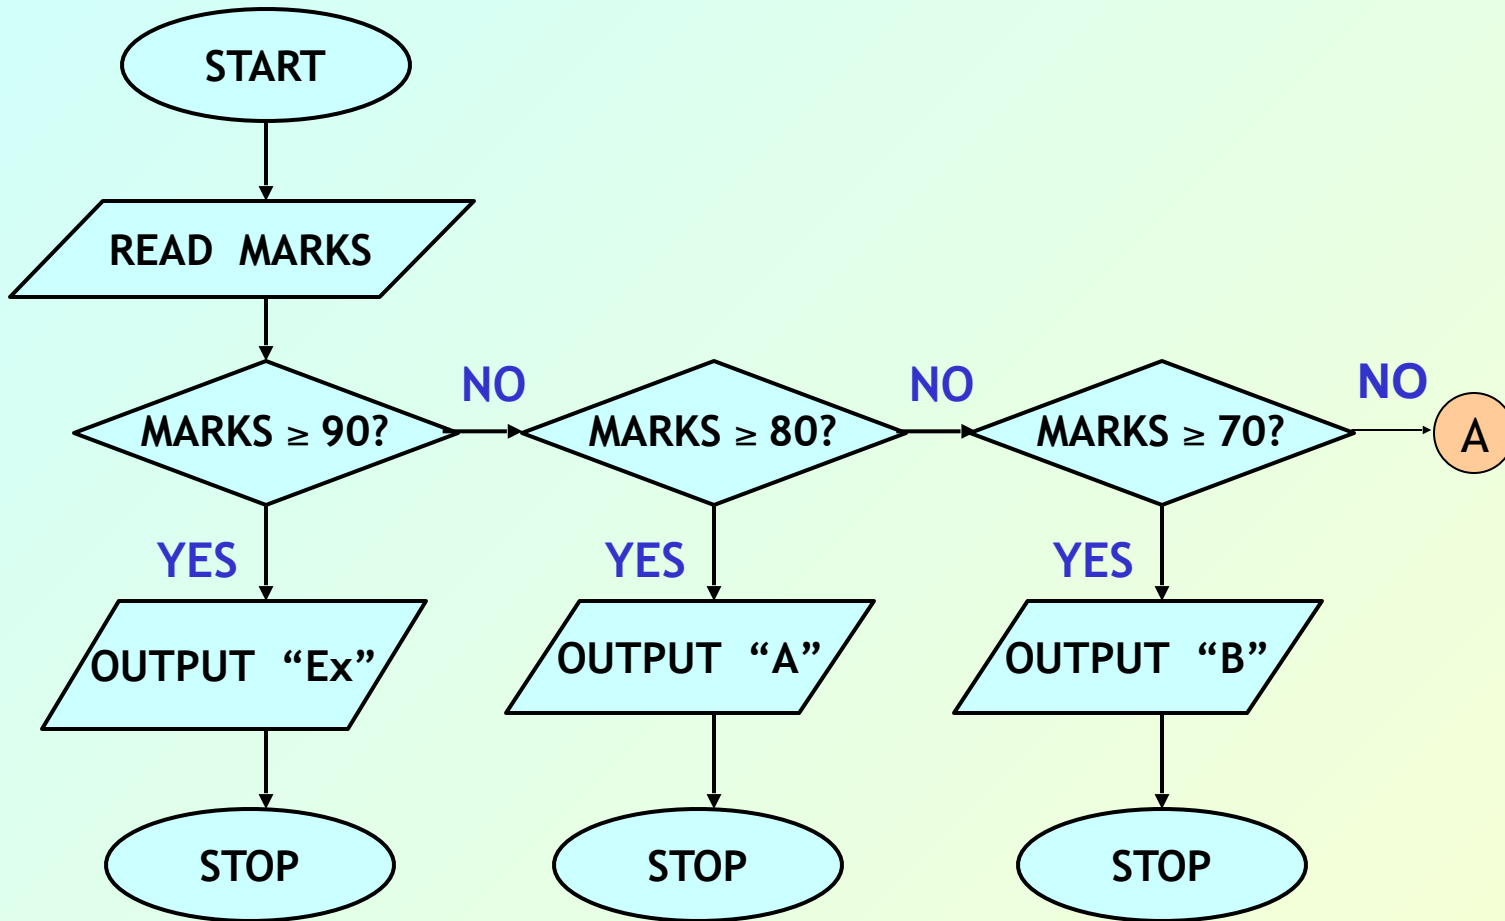 START
READ MARKS
MARKS ≥ 90?
NO
MARKS ≥ 80?
NO
MARKS ≥ 70?
NO
A
YES
YES
YES
OUTPUT “Ex”
OUTPUT “A”
OUTPUT “B”
STOP
STOP
STOP